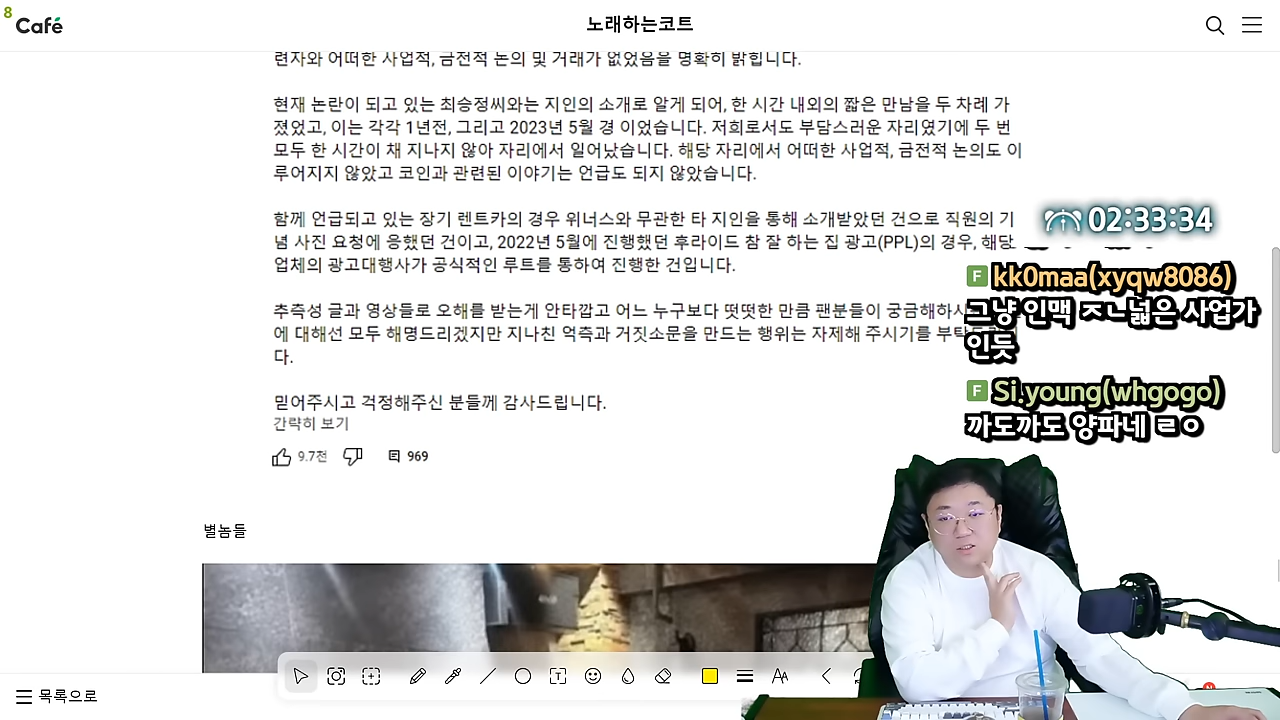 8
Café
노래하는코트
련자와 어떠한 사업적, 금전적 논의 및 거래가 없었음을 명확히 밝힙니다.
현재 논란이 되고 있는 최승정씨와는 지인의 소개로 알게 되어, 한 시간 내외의 짧은 만남을 두 차례 가
졌었고, 이는 각각 1년전, 그리고 2023년 5월 경 이었습니다. 저희로서도 부담스러운 자리였기에 두 번
모두 한 시간이 채 지나지 않아 자리에서 일어났습니다. 해당 자리에서 어떠한 사업적, 금전적 논의도 이
루어지지 않았고 코인과 관련된 이야기는 언급도 되지 않았습니다.
함께 언급되고 있는 장기 렌트카의 경우 위너스와 무관한 타 지인을 통해 소개받았던 건으로 직원의 기
념 사진 요청에 응했던 건이고, 2022년 5월에 진행했던 후라이드 참 잘 하는 집 광고(PPL)의 경우, 해당
업체의 광고대행사가 공식적인 루트를 통하여 진행한 건입니다.
추측성 글과 영상들로 오해를 받는게 안타깝고 어느 누구보다 떳떳한 만큼 팬분들이 궁금해하시
에 대해선 모두 해명드리겠지만 지나친 억측과 거짓소문을 만드는 행위는 자제해 주시기를
다.
믿어주시고 걱정해주신 분들께 감사드립니다.
간략히 보기
9.7천 969
02:33:34
F kk0maa(xyqw8086)
그냥 인맥 ㅈㄴ넓은 사업가
인듯
F Si.young(whgogo)
까도까도 양파네 ㄹㅇ
별놈들
목록으로